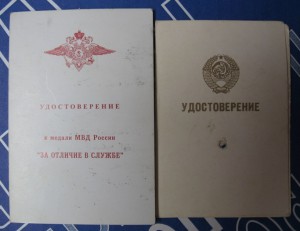 УДОСТОВЕРЕНИЕ
к медали МВД России
"ЗА ОТЛИЧИЕ В СЛУЖБЕ"
УДОСТОВЕРЕНИЕ